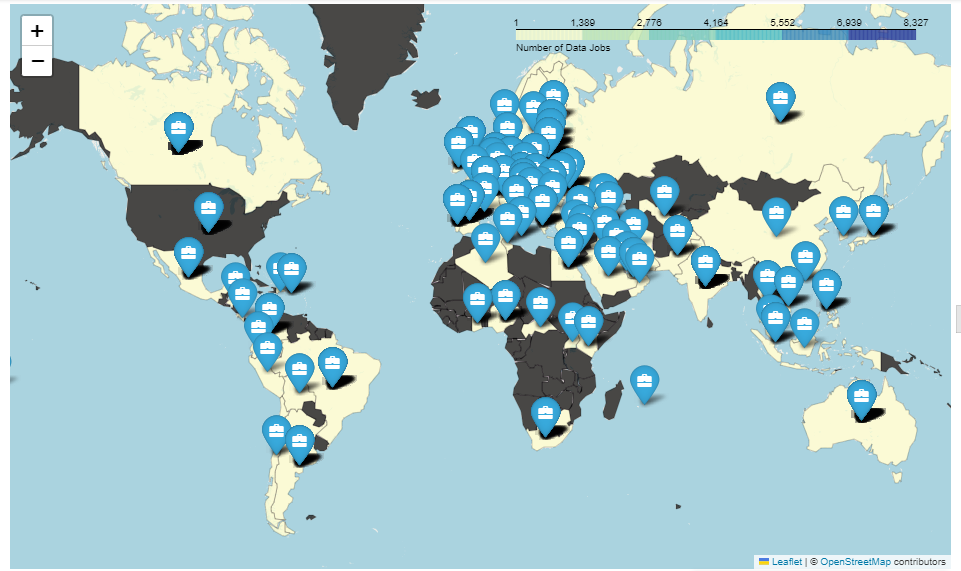 +
−
1 1,389 2,776 4,164 5,552 6,939 8,327
Number of Data Jobs
Leaflet | © OpenStreetMap contributors